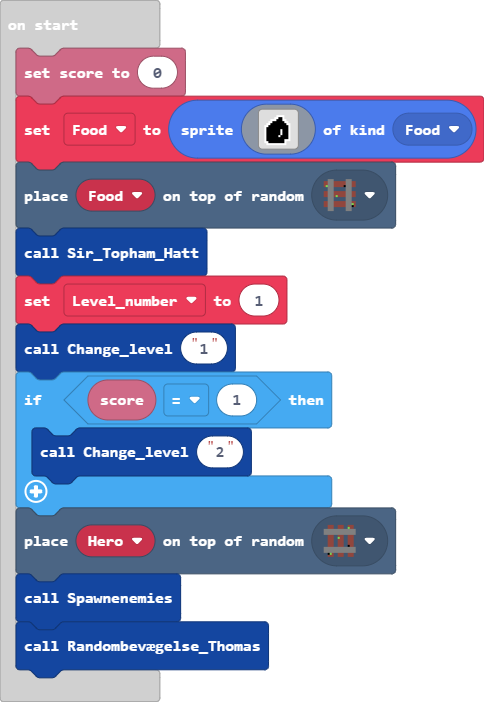 on start
set score to 0
set Food to sprite of kind Food
place Food on top of random
call Sir_Topham_Hatt
set Level_number to 1
call Change_level "1"
if score = 1 then
call Change_level "2"
place Hero on top of random
call Spawnenemies
call Randombevægelse_Thomas